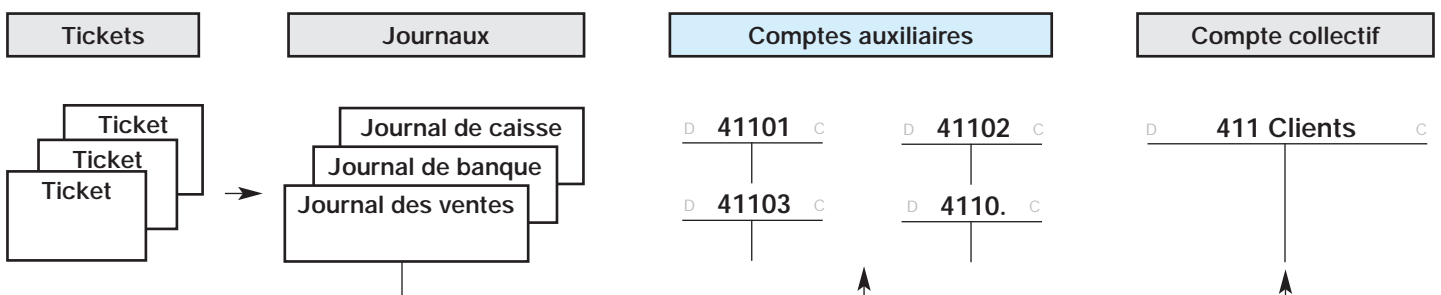 Tickets
Journaux
Comptes auxiliaires
Compte collectif
Ticket
Ticket
Ticket
Journal de caisse
Journal de banque
Journal des ventes
D 41101 C
D 41102 C
D 41103 C
D 4110. C
D 411 Clients C